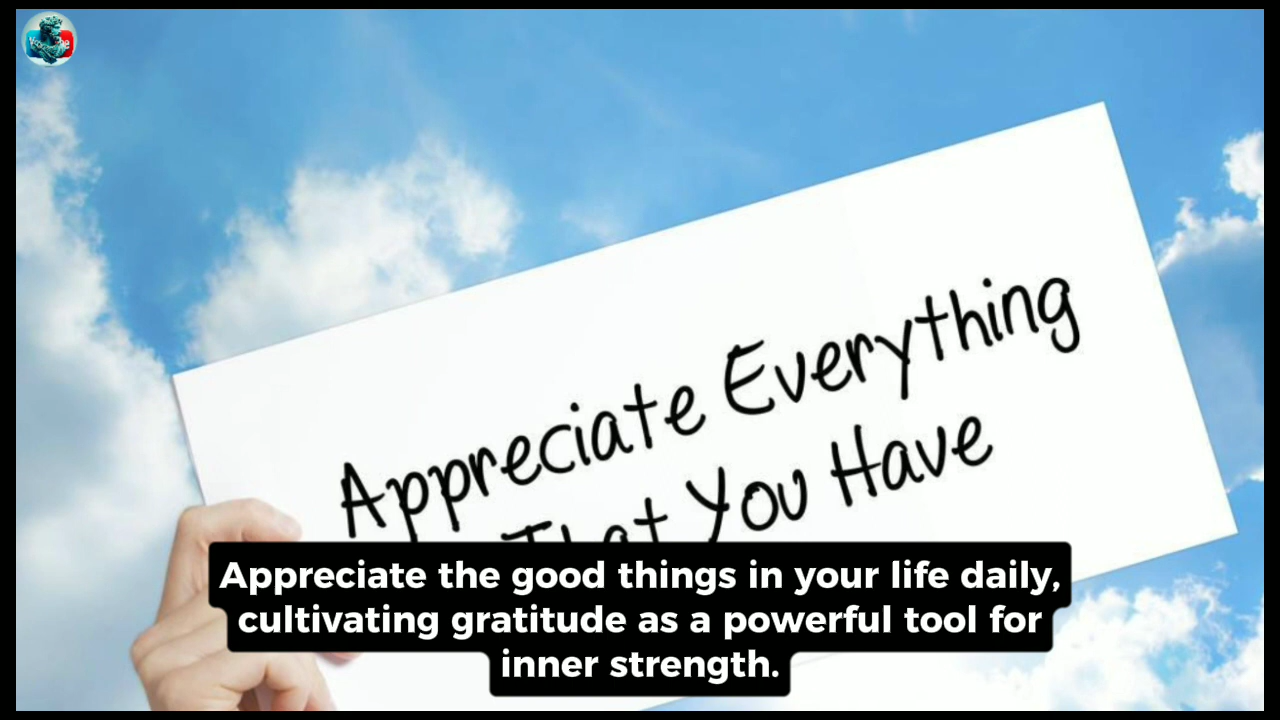 Appreciate Everything
That You Have
Appreciate the good things in your life daily,
cultivating gratitude as a powerful tool for
inner strength.